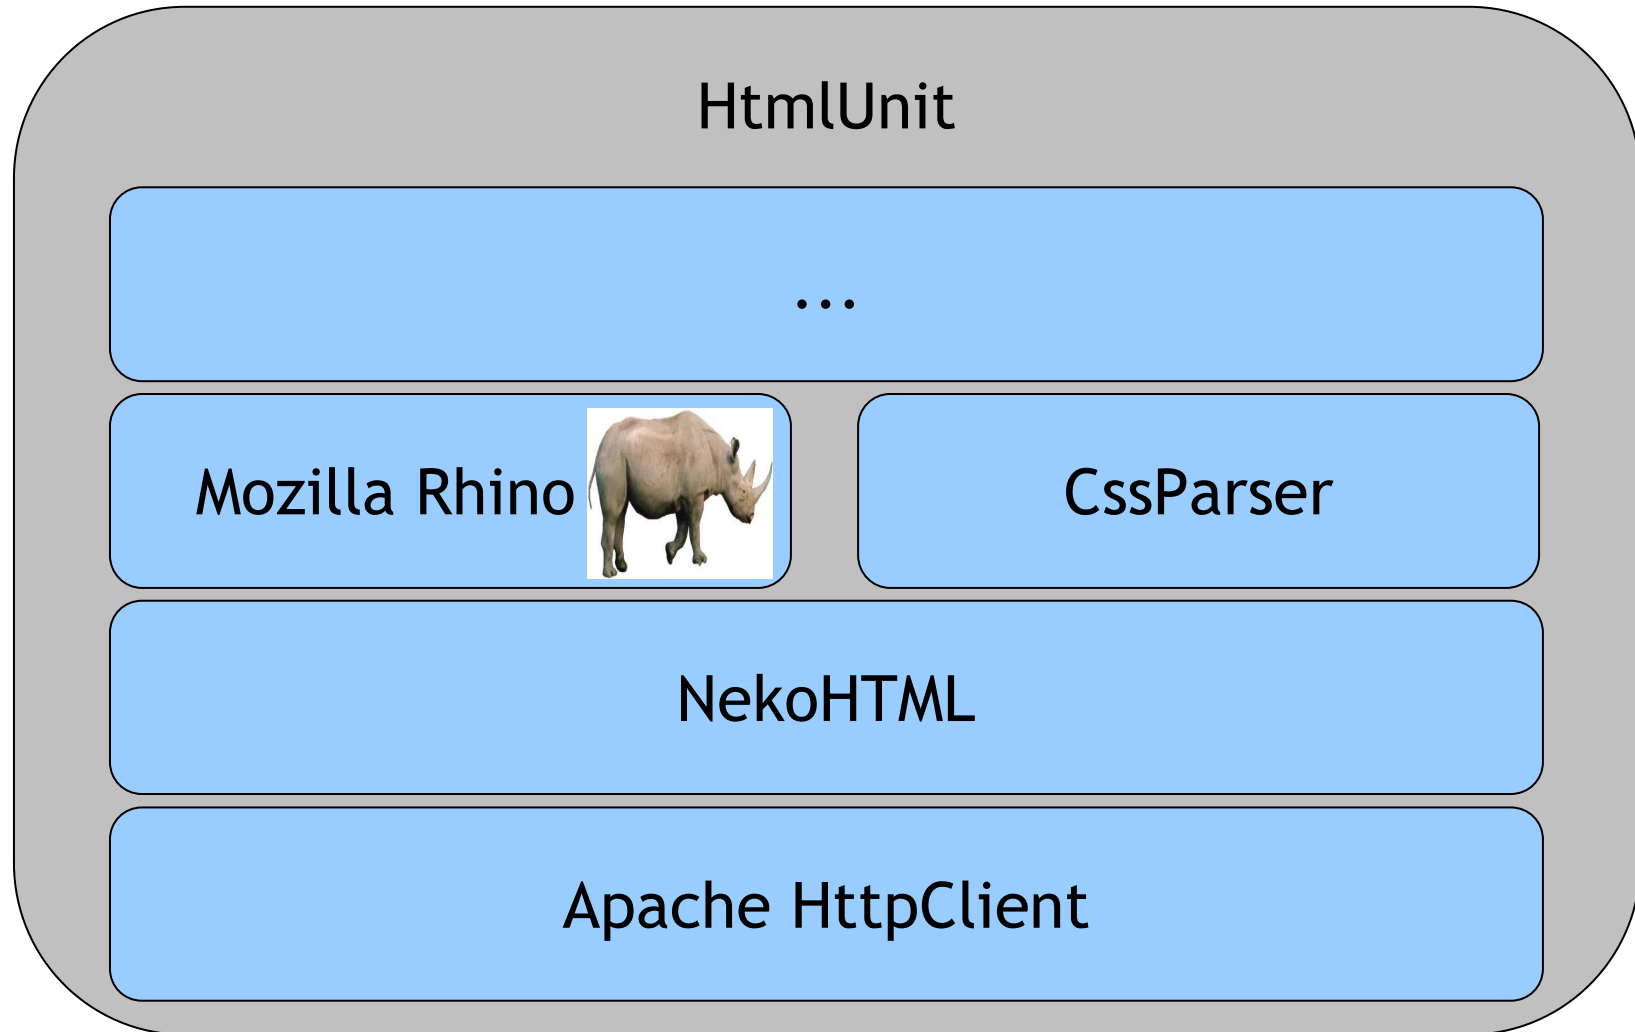 HtmlUnit
...
Mozilla Rhino
CssParser
NekoHTML
Apache HttpClient